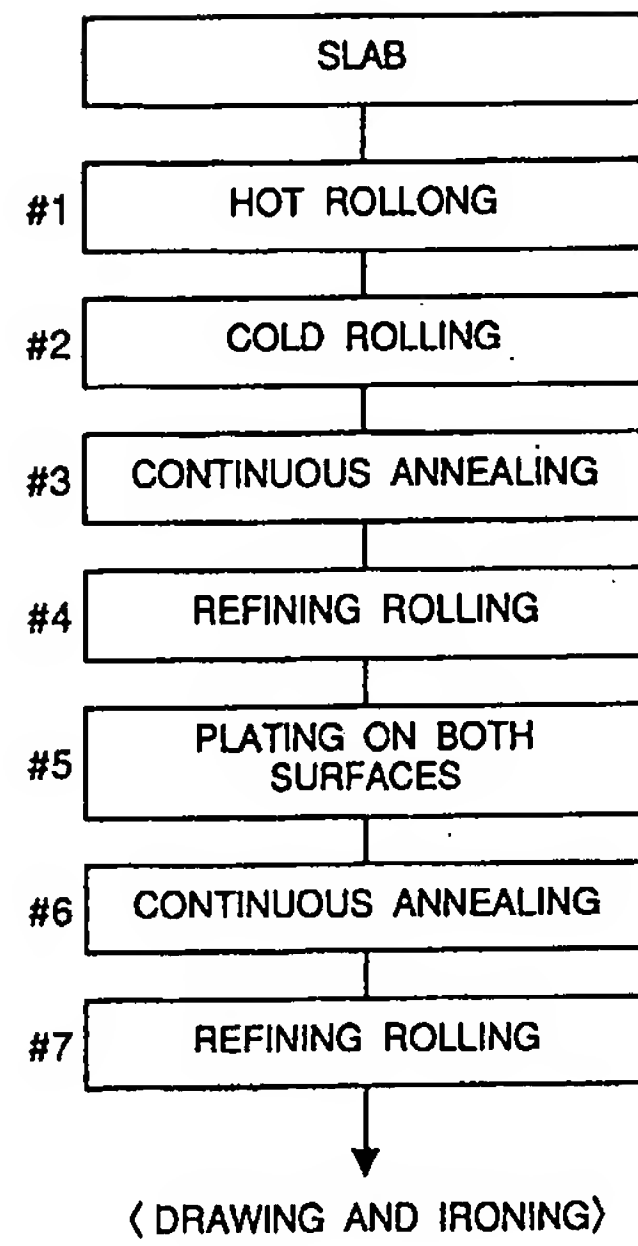 SLAB
#1 HOT ROLLONG
#2 COLD ROLLING
#3 CONTINUOUS ANNEALING
#4 REFINING ROLLING
#5 PLATING ON BOTH
SURFACES
#6 CONTINUOUS ANNEALING
#7 REFINING ROLLING
〈 DRAWING AND IRONING〉